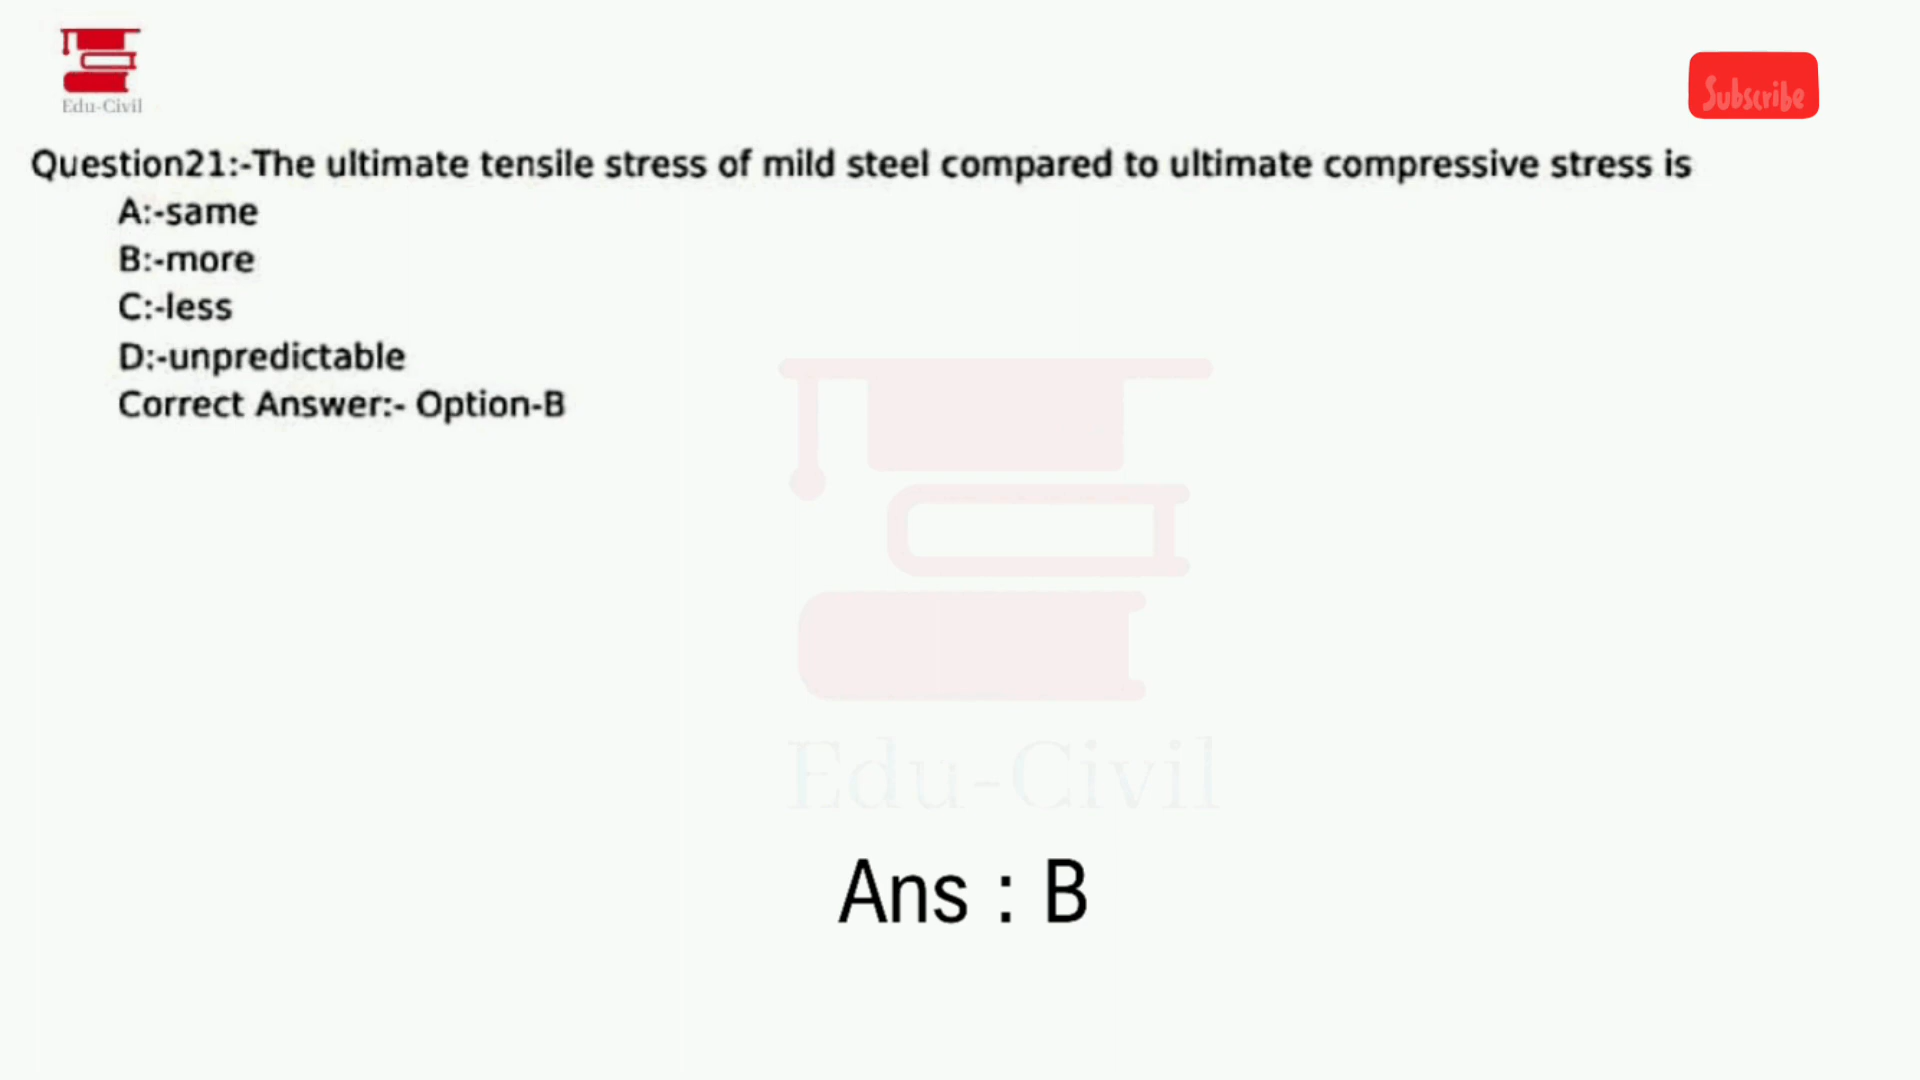 Edu-Civil
Subscribe
Question21:-The ultimate tensile stress of mild steel compared to ultimate compressive stress is
A:-same
B:-more
C:-less
D:-unpredictable
Correct Answer:- Option-B
Edu-Civil
Ans : B